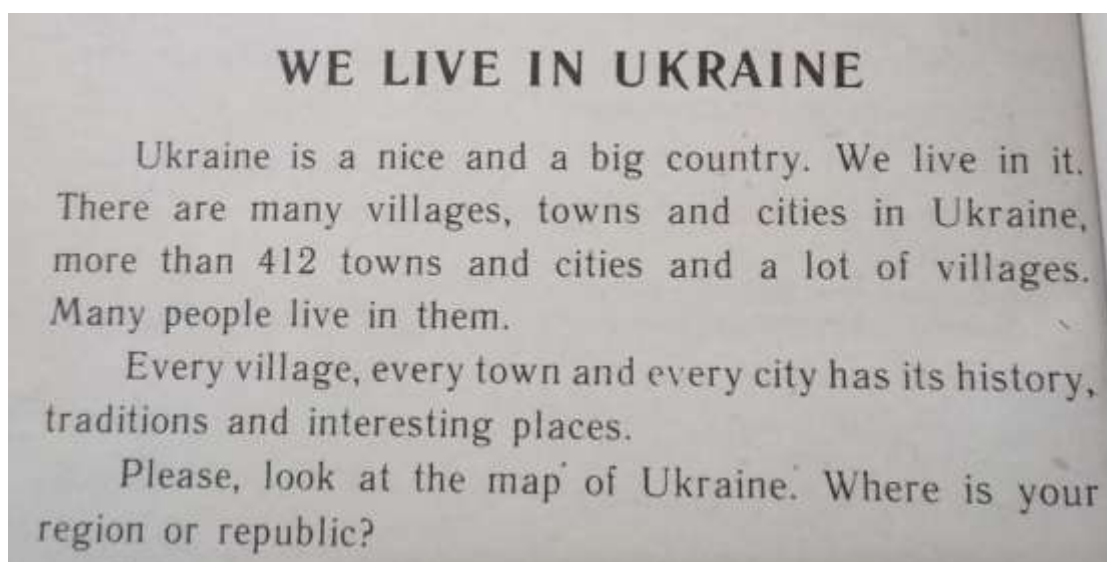 WE LIVE IN UKRAINE
Ukraine is a nice and a big country. We live in it.
There are many villages, towns and cities in Ukraine,
more than 412 towns and cities and a lot of villages.
Many people live in them.
Every village, every town and every city has its history,
traditions and interesting places.
Please, look at the map of Ukraine. Where is your
region or republic?